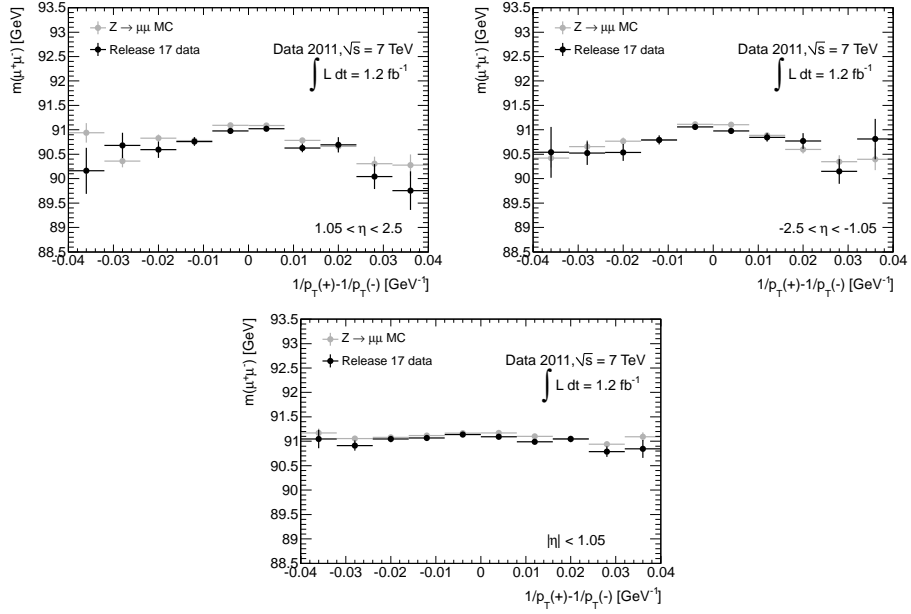 m(μ⁺μ⁻) [GeV]
93.5
93
92.5
92
91.5
91
90.5
90
89.5
89
88.5
Z → μμ MC
Release 17 data
Data 2011, √s = 7 TeV
∫ L dt = 1.2 fb⁻¹
1.05 < η < 2.5
-0.04 -0.03 -0.02 -0.01 0 0.01 0.02 0.03 0.04
1/p_T(+)-1/p_T(-) [GeV⁻¹]
m(μ⁺μ⁻) [GeV]
93.5
93
92.5
92
91.5
91
90.5
90
89.5
89
88.5
Z → μμ MC
Release 17 data
Data 2011, √s = 7 TeV
∫ L dt = 1.2 fb⁻¹
-2.5 < η < -1.05
-0.04 -0.03 -0.02 -0.01 0 0.01 0.02 0.03 0.04
1/p_T(+)-1/p_T(-) [GeV⁻¹]
m(μ⁺μ⁻) [GeV]
93.5
93
92.5
92
91.5
91
90.5
90
89.5
89
88.5
Z → μμ MC
Release 17 data
Data 2011, √s = 7 TeV
∫ L dt = 1.2 fb⁻¹
|η| < 1.05
-0.04 -0.03 -0.02 -0.01 0 0.01 0.02 0.03 0.04
1/p_T(+)-1/p_T(-) [GeV⁻¹]